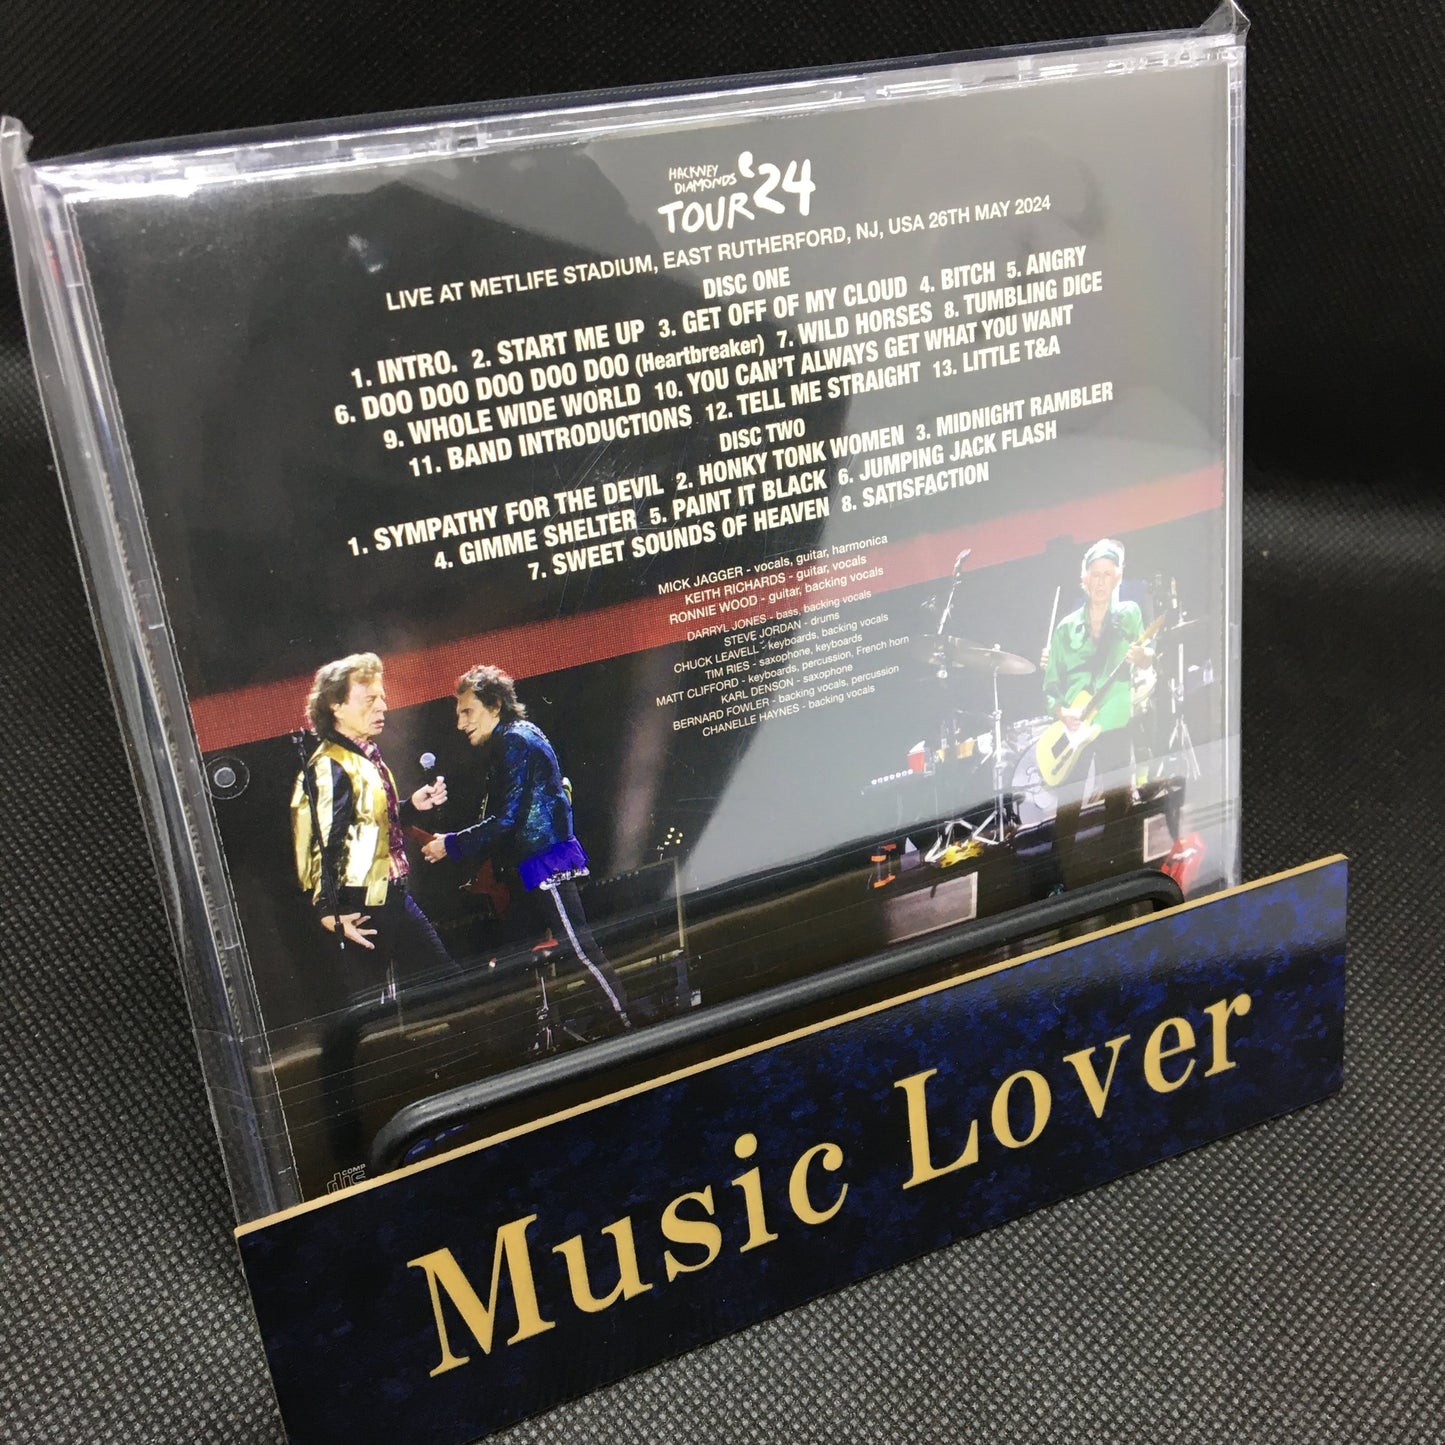 HACKNEY
DIAMONDS
TOUR '24
LIVE AT METLIFE STADIUM, EAST RUTHERFORD, NJ, USA 26TH MAY 2024
DISC ONE
1. INTRO. 2. START ME UP 3. GET OFF OF MY CLOUD 4. BITCH 5. ANGRY
6. DOO DOO DOO DOO DOO (Heartbreaker) 7. WILD HORSES 8. TUMBLING DICE
9. WHOLE WIDE WORLD 10. YOU CAN'T ALWAYS GET WHAT YOU WANT
11. BAND INTRODUCTIONS 12. TELL ME STRAIGHT 13. LITTLE T&A
DISC TWO
1. SYMPATHY FOR THE DEVIL 2. HONKY TONK WOMEN 3. MIDNIGHT RAMBLER
4. GIMME SHELTER 5. PAINT IT BLACK 6. JUMPING JACK FLASH
7. SWEET SOUNDS OF HEAVEN 8. SATISFACTION
MICK JAGGER - vocals, guitar, harmonica
KEITH RICHARDS - guitar, vocals
RONNIE WOOD - guitar, backing vocals
DARRYL JONES - bass, backing vocals
STEVE JORDAN - drums
CHUCK LEAVELL - keyboards, backing vocals
TIM RIES - saxophone, keyboards
MATT CLIFFORD - keyboards, percussion, French horn
KARL DENSON - saxophone
BERNARD FOWLER - backing vocals, percussion
CHANELLE HAYNES - backing vocals
COMP
Music Lover